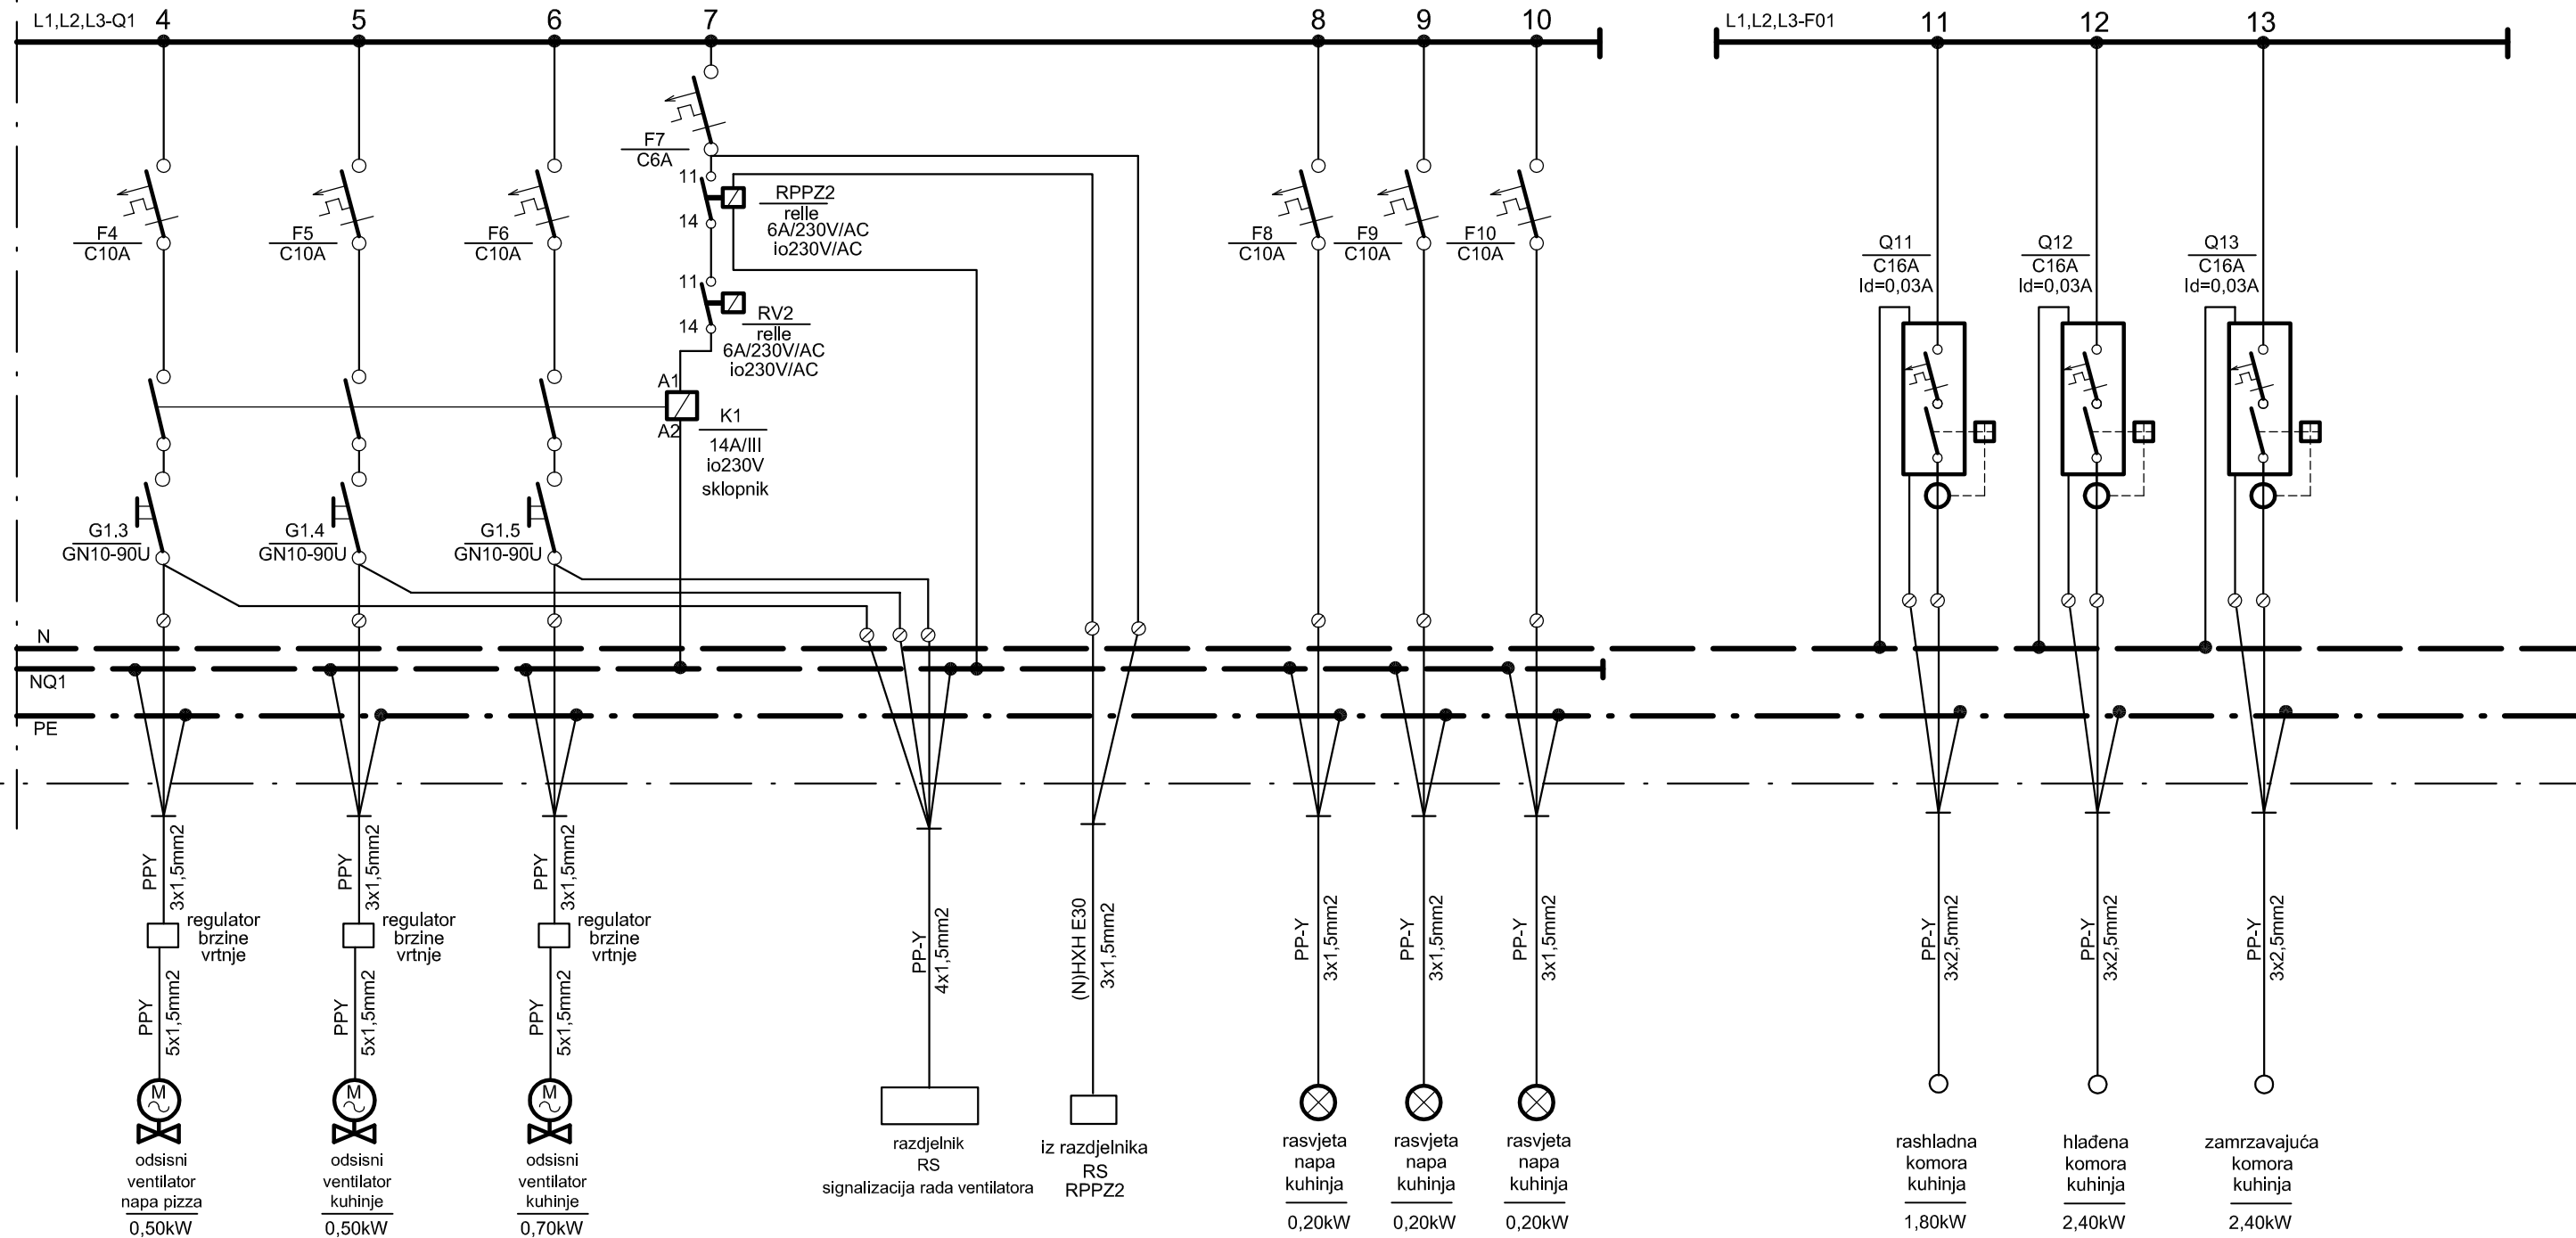 L1,L2,L3-Q1
4
5
6
7
8
9
10
L1,L2,L3-F01
11
12
13
F4
C10A
F5
C10A
F6
C10A
F7
C6A
11
14
RPPZ2
relle
6A/230V/AC
io230V/AC
11
14
RV2
relle
6A/230V/AC
io230V/AC
A1
A2
K1
14A/III
io230V
sklopnik
F8
C10A
F9
C10A
F10
C10A
Q11
C16A
Id=0,03A
Q12
C16A
Id=0,03A
Q13
C16A
Id=0,03A
G1.3
GN10-90U
G1.4
GN10-90U
G1.5
GN10-90U
N
NQ1
PE
PPY
3x1,5mm2
PPY
3x1,5mm2
PPY
3x1,5mm2
regulator
brzine
vrtnje
regulator
brzine
vrtnje
regulator
brzine
vrtnje
PPY
5x1,5mm2
PPY
5x1,5mm2
PPY
5x1,5mm2
PP-Y
4x1,5mm2
(N)HXH E30
3x1,5mm2
PP-Y
3x1,5mm2
PP-Y
3x1,5mm2
PP-Y
3x1,5mm2
PP-Y
3x2,5mm2
PP-Y
3x2,5mm2
PP-Y
3x2,5mm2
M
M
M
odsisni
ventilator
napa pizza
0,50kW
odsisni
ventilator
kuhinje
0,50kW
odsisni
ventilator
kuhinje
0,70kW
razdjelnik
RS
signalizacija rada ventilatora
iz razdjelnika
RS
RPPZ2
rasvjeta
napa
kuhinja
0,20kW
rasvjeta
napa
kuhinja
0,20kW
rasvjeta
napa
kuhinja
0,20kW
rashladna
komora
kuhinja
1,80kW
hlađena
komora
kuhinja
2,40kW
zamrzavajuća
komora
kuhinja
2,40kW